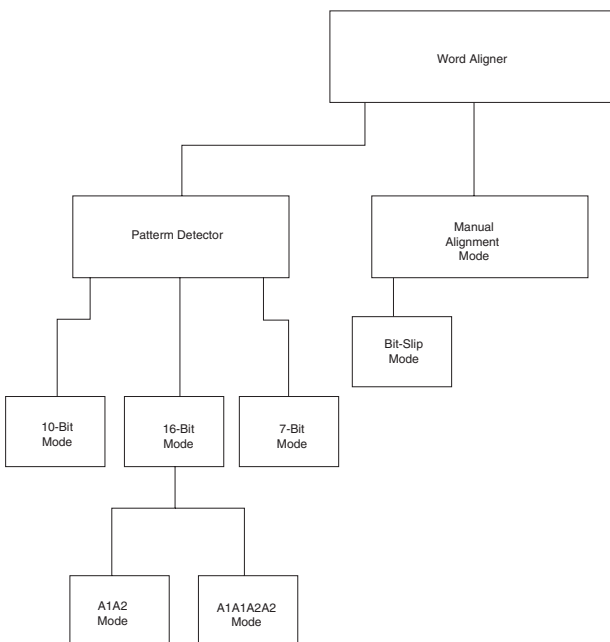 Word Aligner
Patterm Detector
Manual
Alignment
Mode
Bit-Slip
Mode
10-Bit
Mode
16-Bit
Mode
7-Bit
Mode
A1A2
Mode
A1A1A2A2
Mode